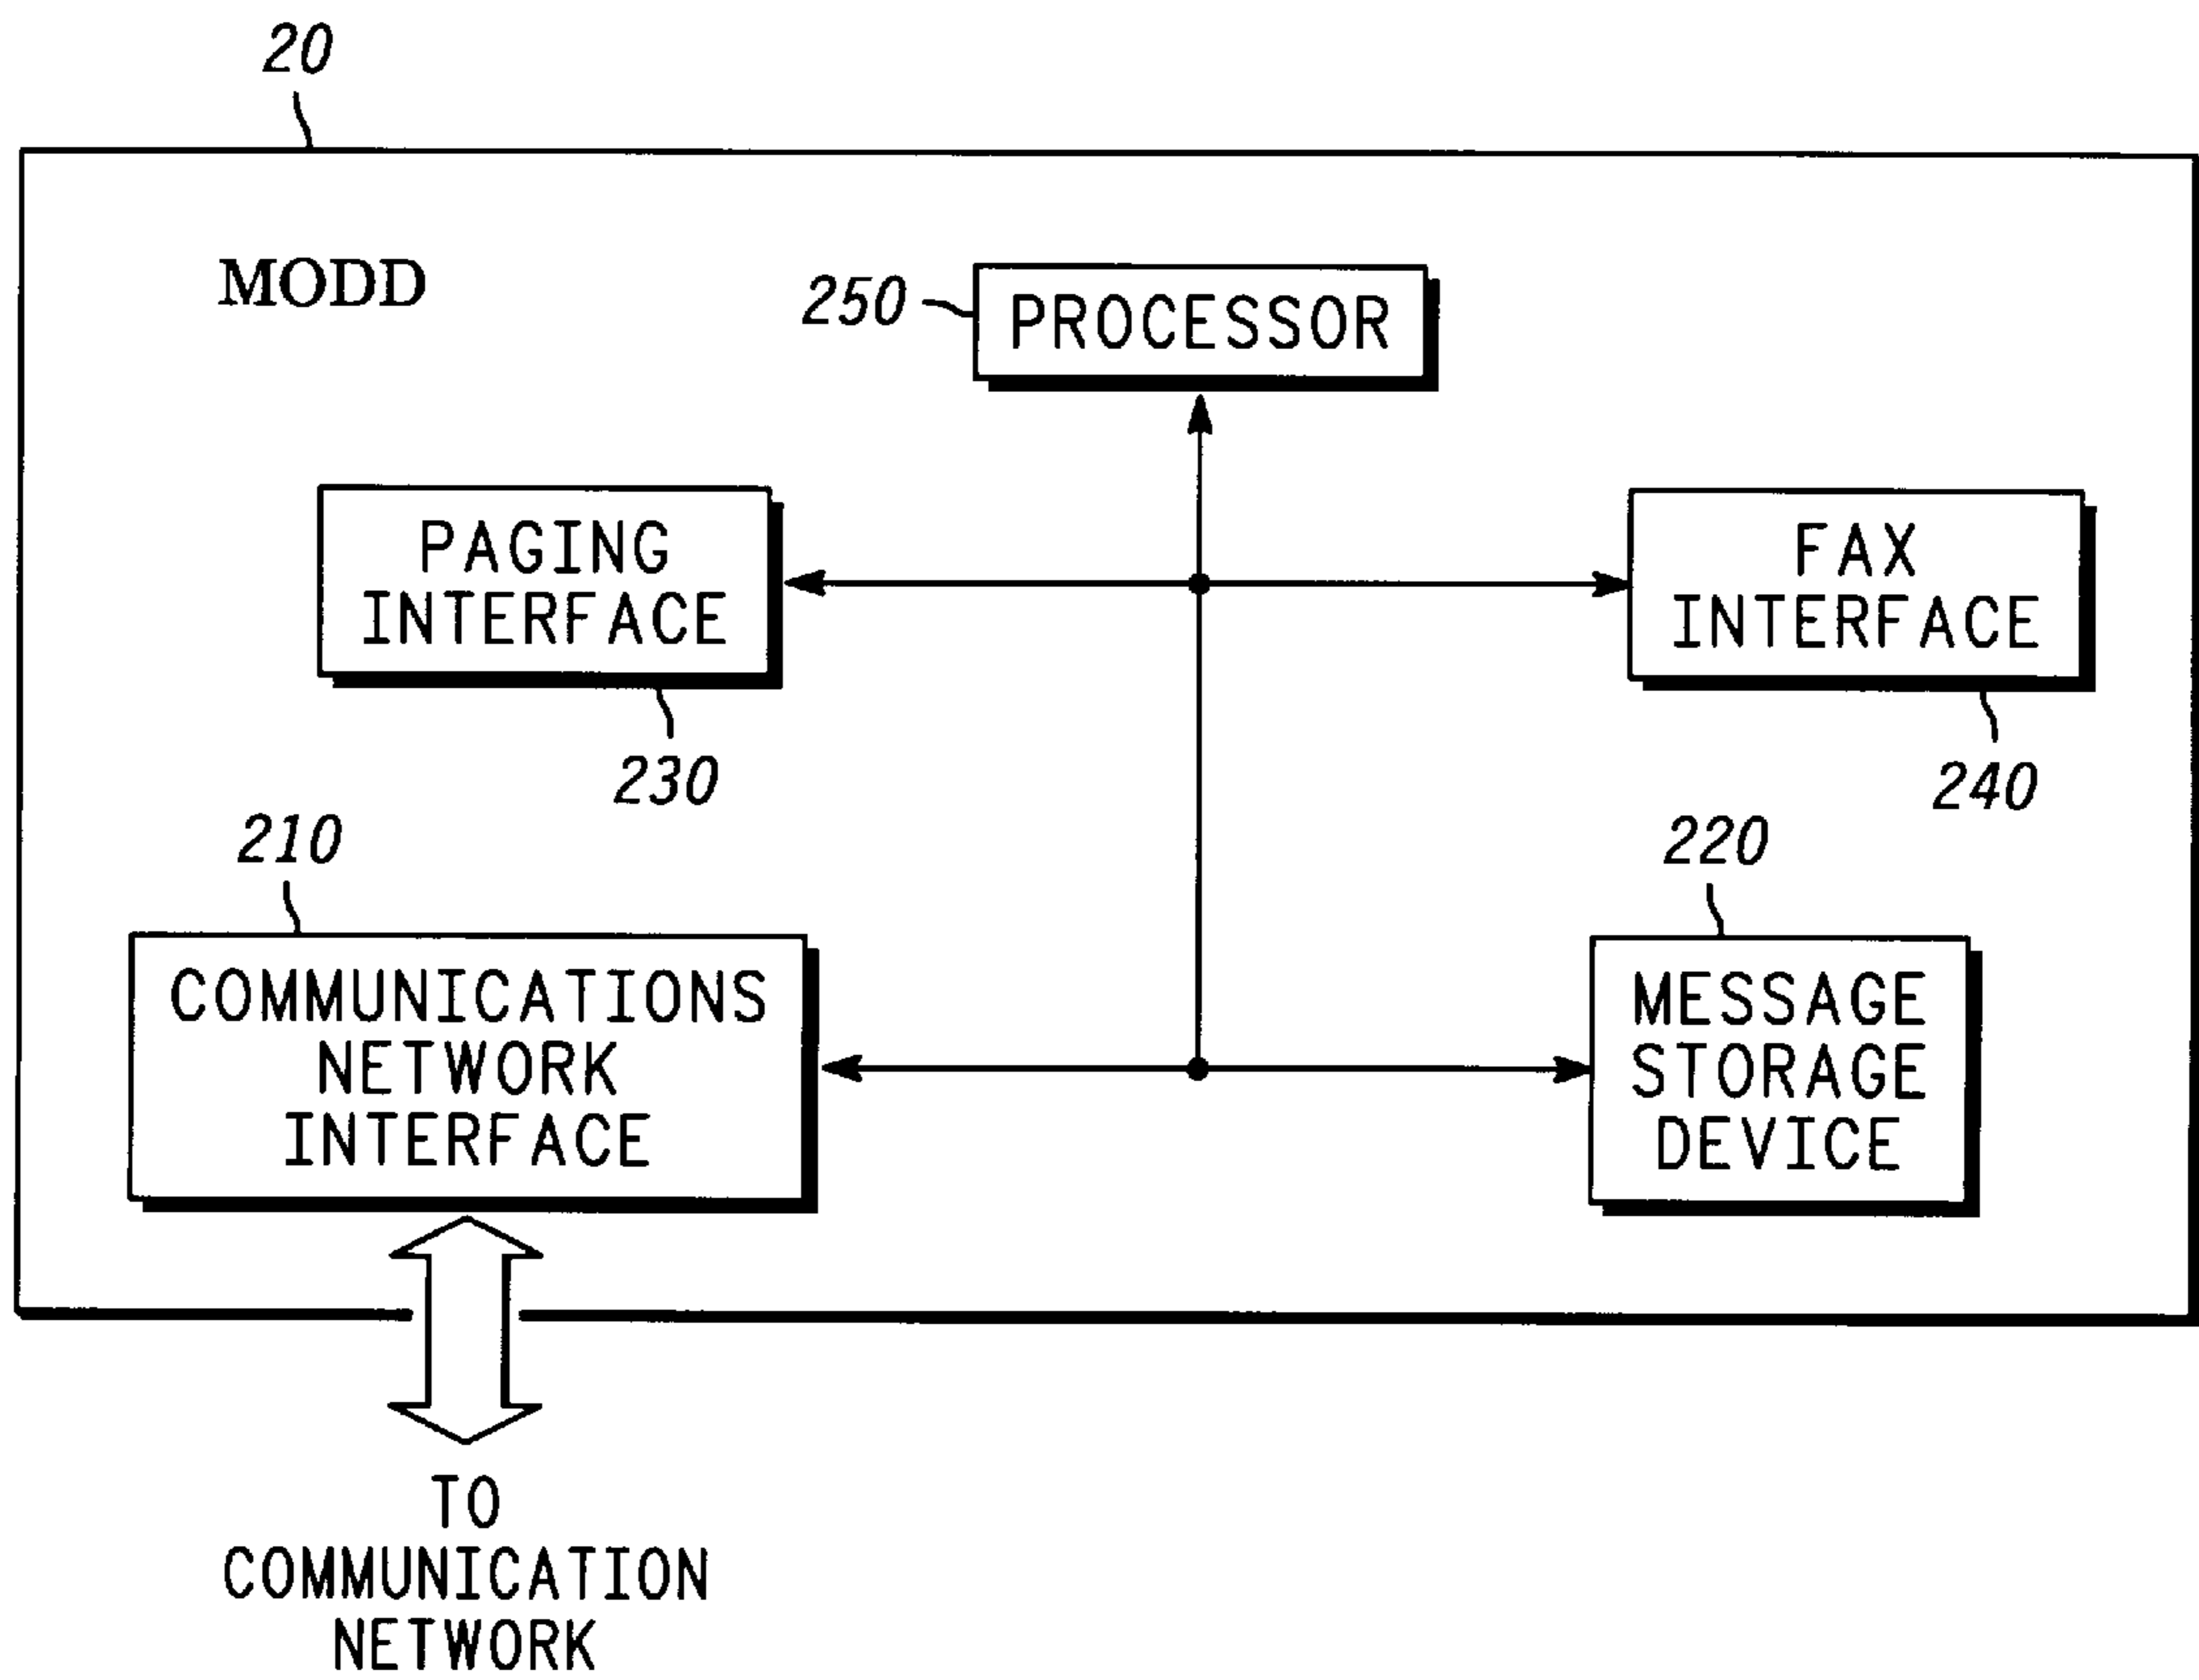 20
MODD
250
PROCESSOR
PAGING
INTERFACE
230
FAX
INTERFACE
240
210
COMMUNICATIONS
NETWORK
INTERFACE
220
MESSAGE
STORAGE
DEVICE
TO
COMMUNICATION
NETWORK